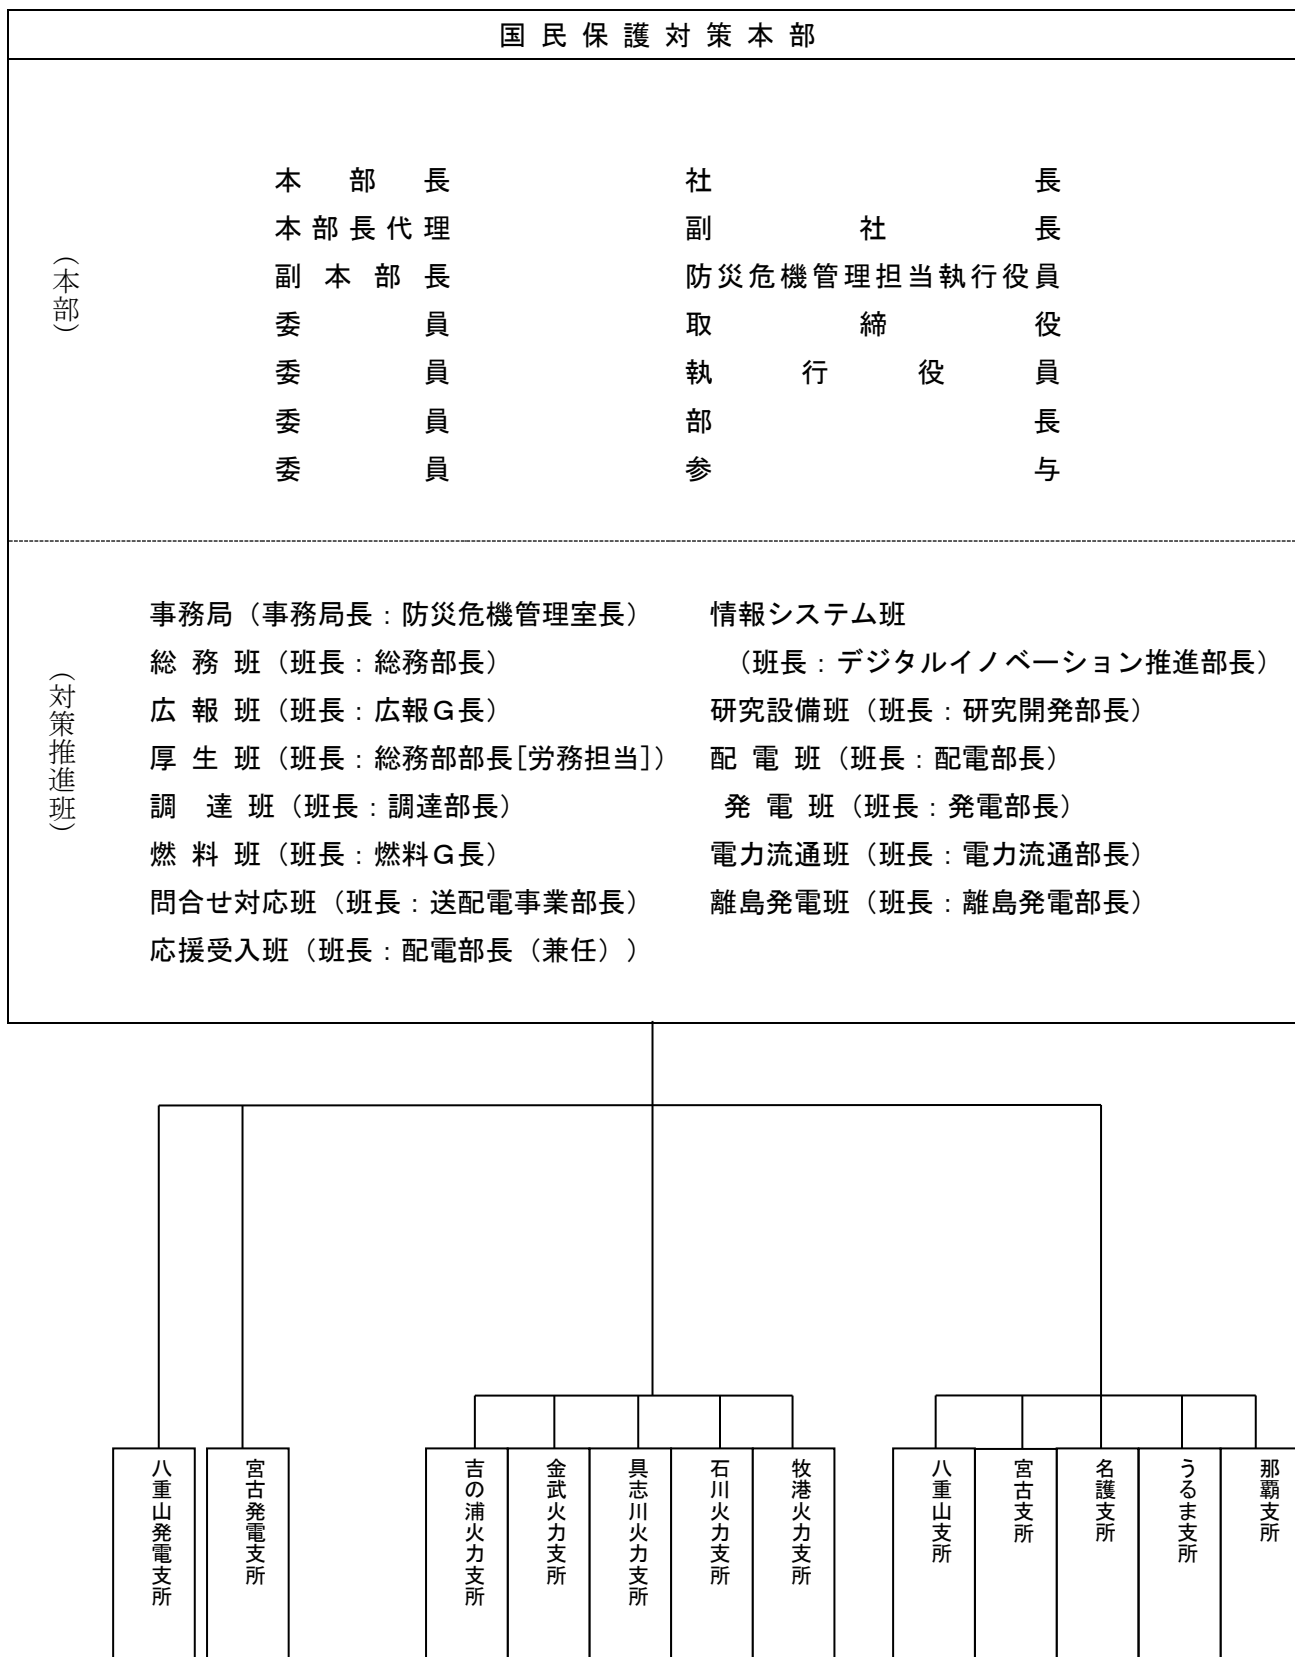 国民保護対策本部
（本部）
本部長 社長
本部長代理 副社長
副本部長 防災危機管理担当執行役員
委員 取締役
委員 執行役員
委員 部長
委員 参与
（対策推進班）
事務局（事務局長：防災危機管理室長）
総務班（班長：総務部長）
広報班（班長：広報Ｇ長）
厚生班（班長：総務部部長[労務担当]）
調達班（班長：調達部長）
燃料班（班長：燃料Ｇ長）
問合せ対応班（班長：送配電事業部長）
応援受入班（班長：配電部長（兼任））
情報システム班
（班長：デジタルイノベーション推進部長）
研究設備班（班長：研究開発部長）
配電班（班長：配電部長）
発電班（班長：発電部長）
電力流通班（班長：電力流通部長）
離島発電班（班長：離島発電部長）
八重山発電支所
宮古発電支所
吉の浦火力支所
金武火力支所
具志川火力支所
石川火力支所
牧港火力支所
八重山支所
宮古支所
名護支所
うるま支所
那覇支所